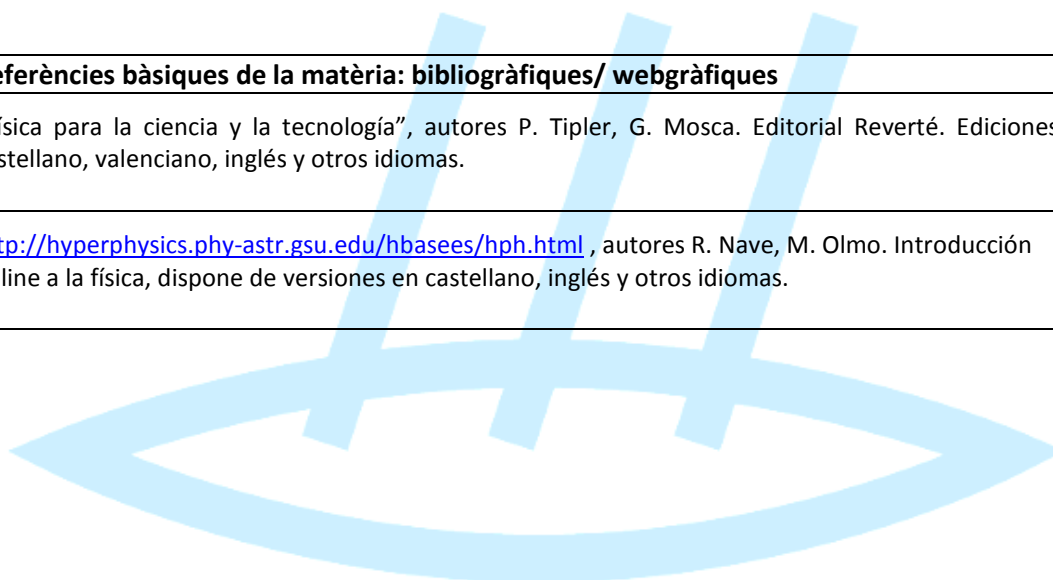 eferències bàsiques de la matèria: bibliogràfiques/ webgràfiques
ísica para la ciencia y la tecnología”, autores P. Tipler, G. Mosca. Editorial Reverté. Ediciones
stellano, valenciano, inglés y otros idiomas.
tp://hyperphysics.phy-astr.gsu.edu/hbasees/hph.html , autores R. Nave, M. Olmo. Introducción
line a la física, dispone de versiones en castellano, inglés y otros idiomas.